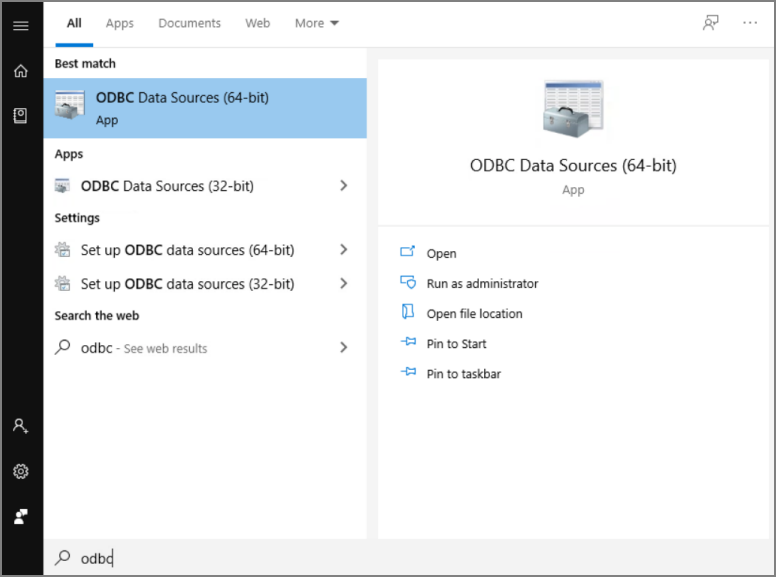 All Apps Documents Web More
Best match
ODBC Data Sources (64-bit)
App
Apps
ODBC Data Sources (32-bit)
Settings
Set up ODBC data sources (64-bit)
Set up ODBC data sources (32-bit)
Search the web
odbc - See web results
odbc
ODBC Data Sources (64-bit)
App
Open
Run as administrator
Open file location
Pin to Start
Pin to taskbar